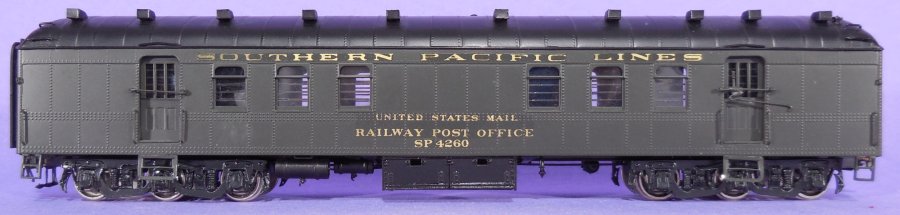 SOUTHERN PACIFIC LINES
UNITED STATES MAIL
RAILWAY POST OFFICE
SP 4260